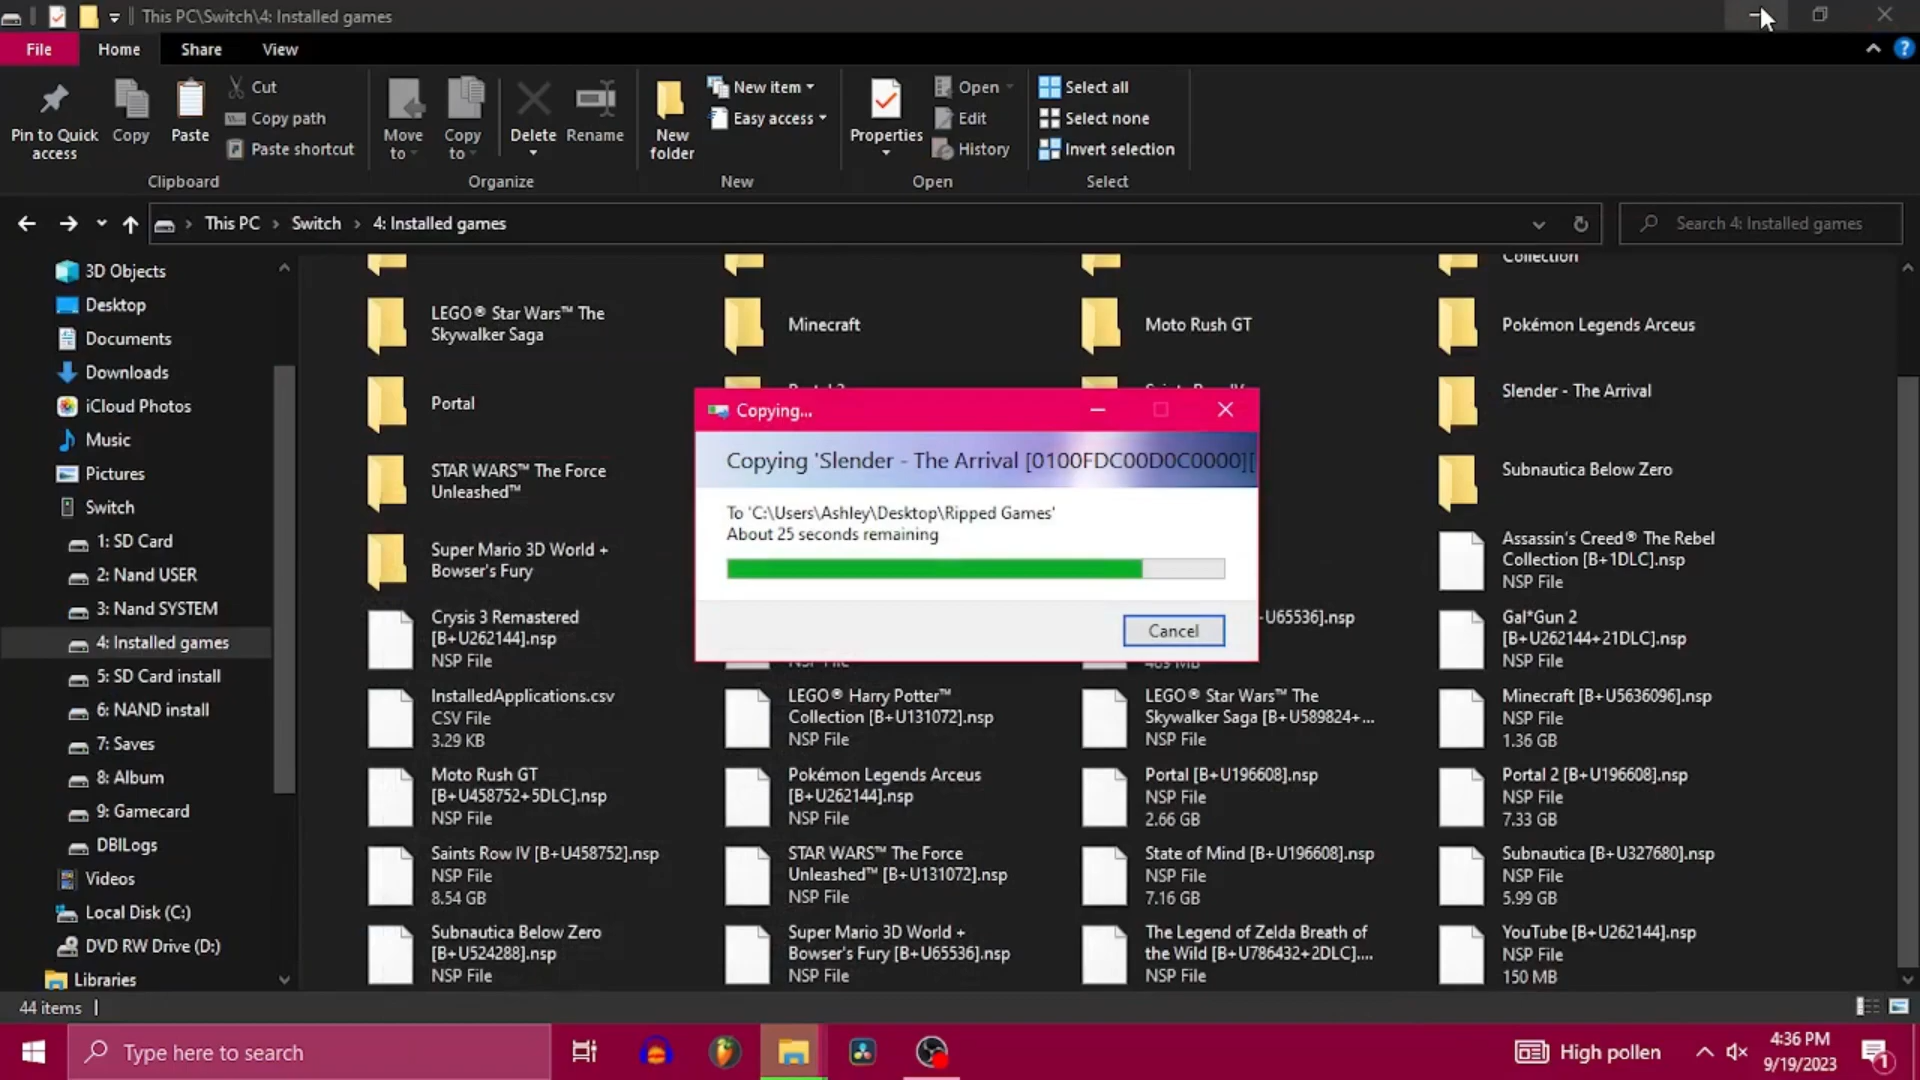 This PC\Switch\4: Installed games
File Home Share View
Pin to Quick access
Copy
Paste
Cut
Copy path
Paste shortcut
Clipboard
Move to
Copy to
Delete
Rename
Organize
New folder
New item
Easy access
New
Properties
Open
Edit
History
Open
Select all
Select none
Invert selection
Select
This PC > Switch > 4: Installed games
Search 4: Installed games
3D Objects
Desktop
Documents
Downloads
iCloud Photos
Music
Pictures
Switch
1: SD Card
2: Nand USER
3: Nand SYSTEM
4: Installed games
5: SD Card install
6: NAND install
7: Saves
8: Album
9: Gamecard
DBILogs
Videos
Local Disk (C:)
DVD RW Drive (D:)
Libraries
Collection
LEGO® Star Wars™ The
Skywalker Saga
Minecraft
Moto Rush GT
Pokémon Legends Arceus
Portal
Slender - The Arrival
STAR WARS™ The Force
Unleashed™
Subnautica Below Zero
Super Mario 3D World +
Bowser's Fury
Assassin's Creed® The Rebel
Collection [B+1DLC].nsp
NSP File
Copying...
Copying 'Slender - The Arrival [0100FDC00D0C0000][
To 'C:\Users\Ashley\Desktop\Ripped Games'
About 25 seconds remaining
Cancel
Crysis 3 Remastered
[B+U262144].nsp
NSP File
-U65536].nsp
Gal*Gun 2
[B+U262144+21DLC].nsp
NSP File
InstalledApplications.csv
CSV File
3.29 KB
LEGO® Harry Potter™
Collection [B+U131072].nsp
NSP File
LEGO® Star Wars™ The
Skywalker Saga [B+U589824+...
NSP File
Minecraft [B+U5636096].nsp
NSP File
1.36 GB
Moto Rush GT
[B+U458752+5DLC].nsp
NSP File
Pokémon Legends Arceus
[B+U262144].nsp
NSP File
Portal [B+U196608].nsp
NSP File
2.66 GB
Portal 2 [B+U196608].nsp
NSP File
7.33 GB
Saints Row IV [B+U458752].nsp
NSP File
8.54 GB
STAR WARS™ The Force
Unleashed™ [B+U131072].nsp
NSP File
State of Mind [B+U196608].nsp
NSP File
7.16 GB
Subnautica [B+U327680].nsp
NSP File
5.99 GB
Subnautica Below Zero
[B+U524288].nsp
NSP File
Super Mario 3D World +
Bowser's Fury [B+U65536].nsp
NSP File
The Legend of Zelda Breath of
the Wild [B+U786432+2DLC]....
NSP File
YouTube [B+U262144].nsp
NSP File
150 MB
44 items
Type here to search
High pollen
4:36 PM
9/19/2023
1